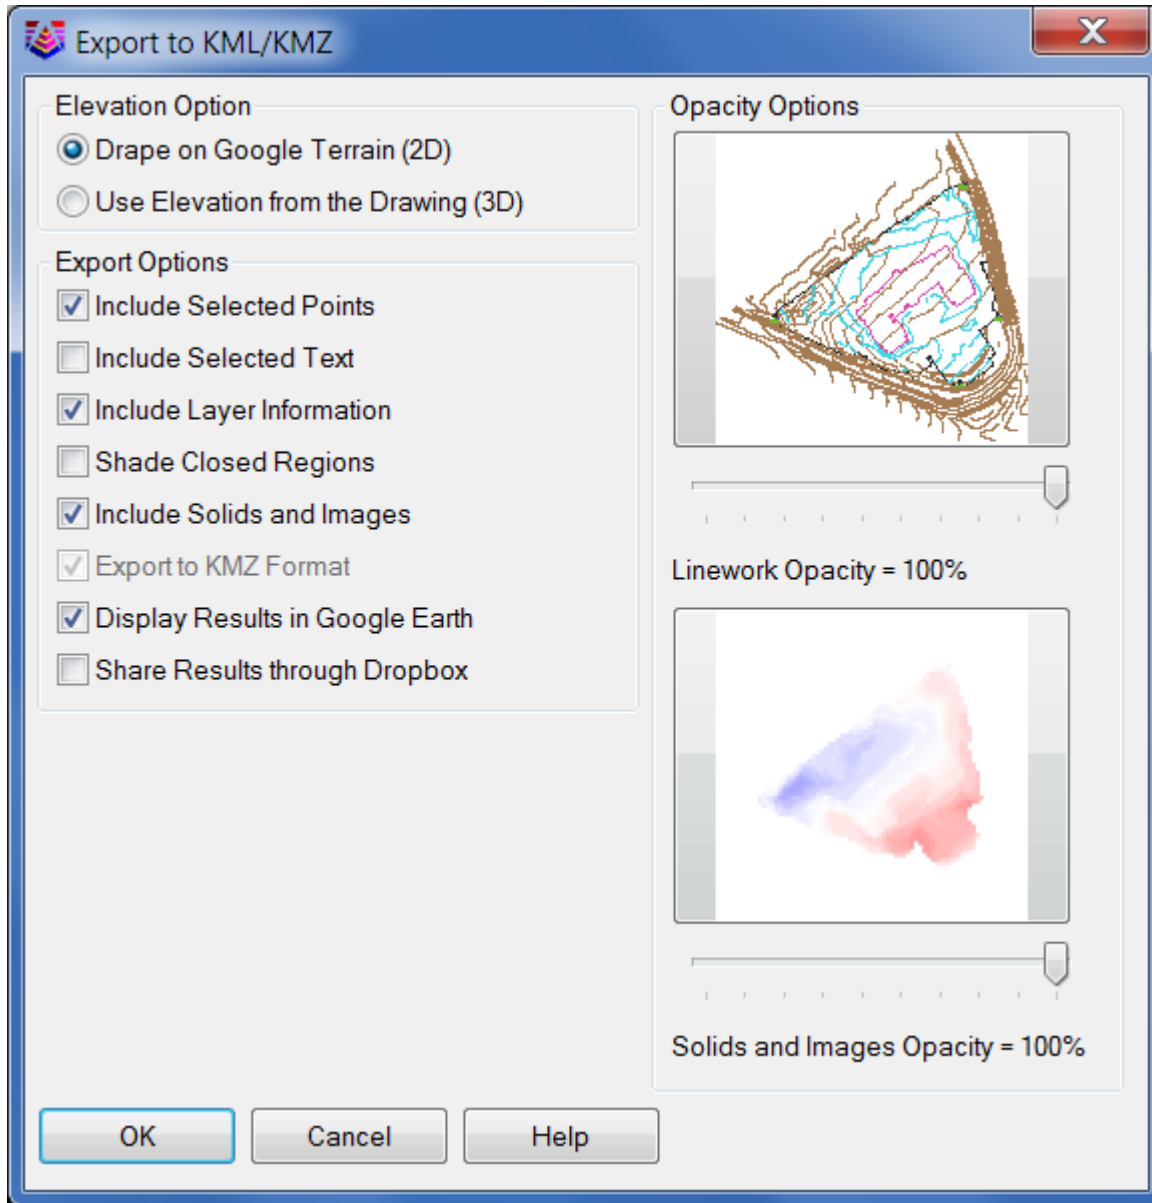 Export to KML/KMZ
Elevation Option
Drape on Google Terrain (2D)
Use Elevation from the Drawing (3D)
Export Options
Include Selected Points
Include Selected Text
Include Layer Information
Shade Closed Regions
Include Solids and Images
Export to KMZ Format
Display Results in Google Earth
Share Results through Dropbox
Opacity Options
Linework Opacity = 100%
Solids and Images Opacity = 100%
OK
Cancel
Help